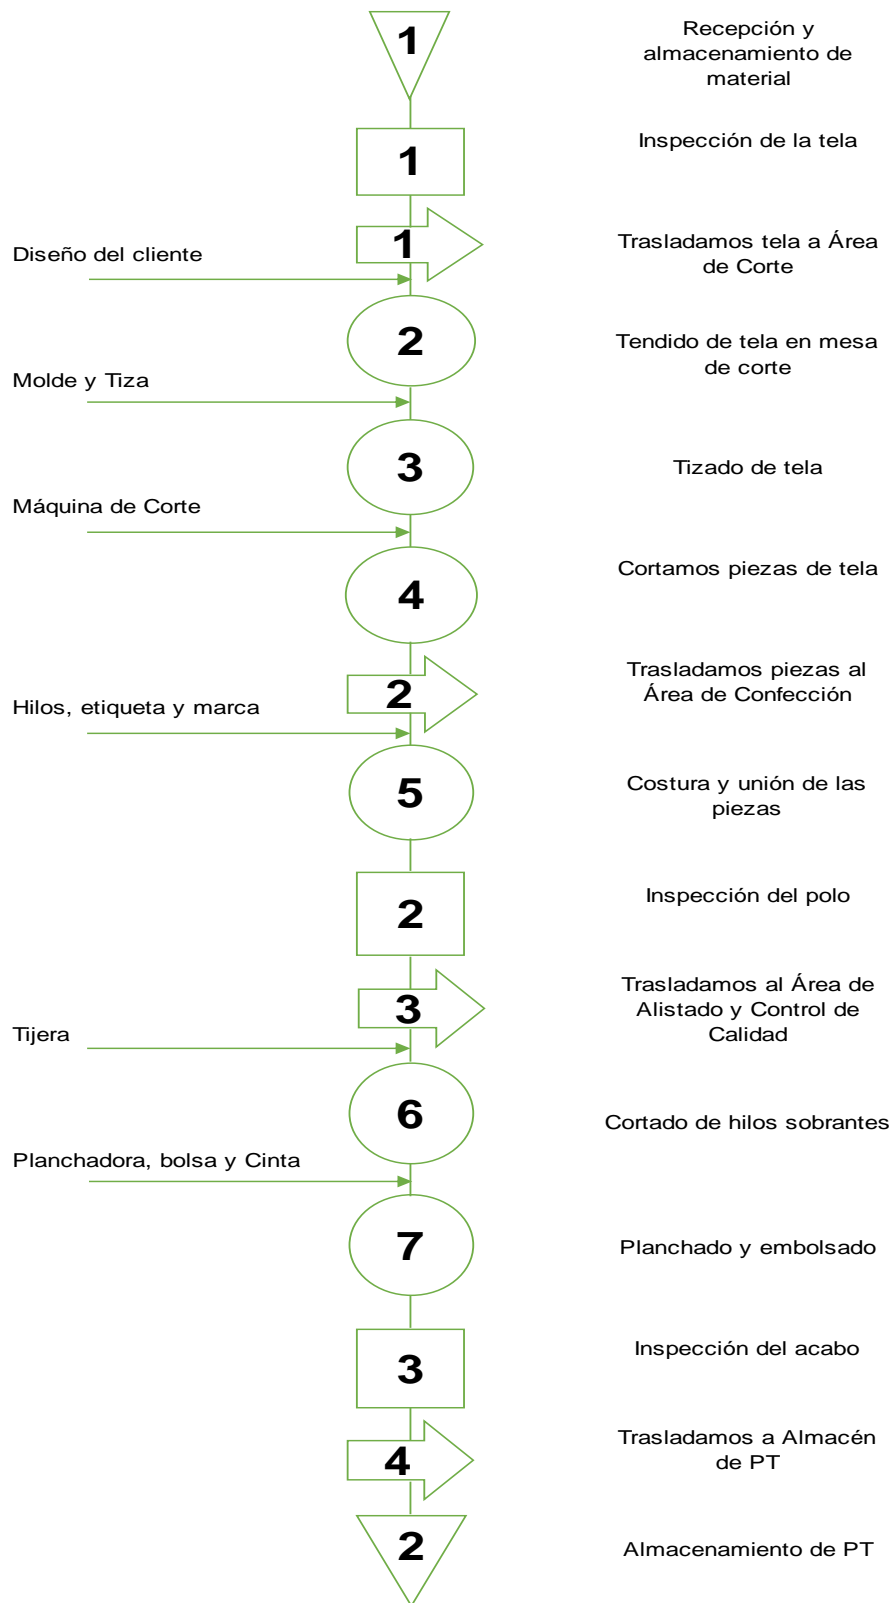 1
Recepción y
almacenamiento de
material
1
Inspección de la tela
1
Trasladamos tela a Área
de Corte
Diseño del cliente
2
Tendido de tela en mesa
de corte
Molde y Tiza
3
Tizado de tela
Máquina de Corte
4
Cortamos piezas de tela
2
Trasladamos piezas al
Área de Confección
Hilos, etiqueta y marca
5
Costura y unión de las
piezas
2
Inspección del polo
3
Trasladamos al Área de
Alistado y Control de
Calidad
Tijera
6
Cortado de hilos sobrantes
Planchadora, bolsa y Cinta
7
Planchado y embolsado
3
Inspección del acabo
4
Trasladamos a Almacén
de PT
2
Almacenamiento de PT